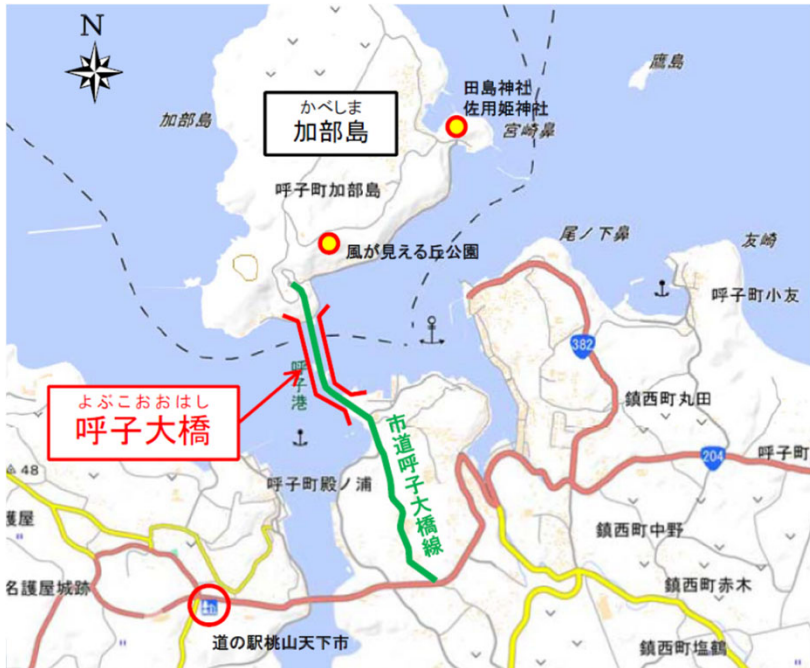 N
鷹島
田島神社
佐用姫神社
かべしま
加部島
加部島
宮崎鼻
呼子町加部島
尾ノ下鼻
友崎
風が見える丘公園
呼子町小友
382
呼子港
よぶこおおはし
呼子大橋
鎮西町丸田
市道呼子大橋線
204
呼子町
48
呼子町殿ノ浦
護屋
鎮西町中野
名護屋城跡
鎮西町赤木
道の駅桃山天下市
鎮西町塩鶴